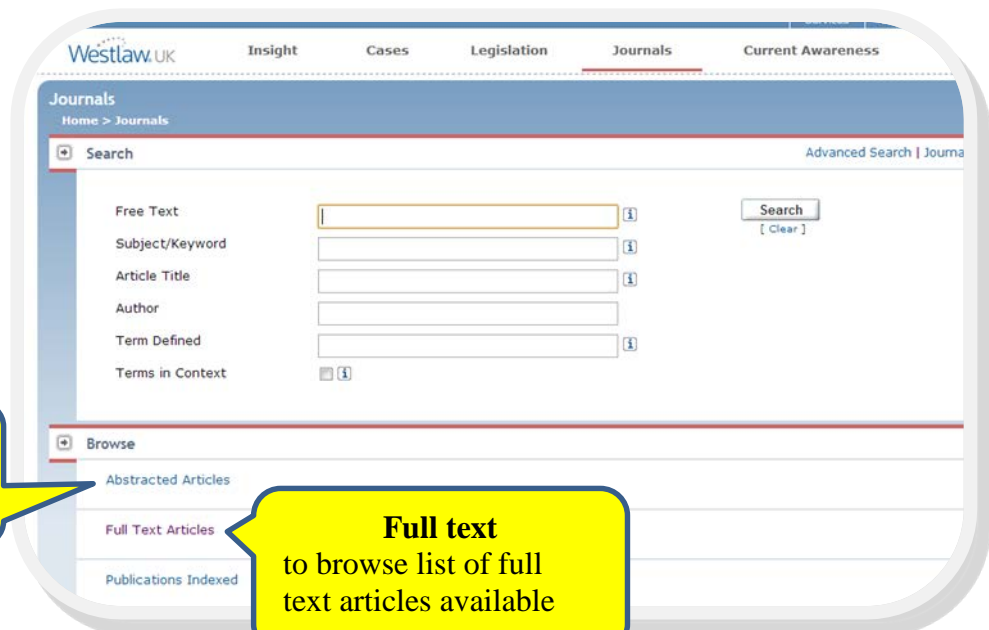 Westlaw.UK Insight Cases Legislation Journals Current Awareness
Journals
Home > Journals
Search Advanced Search | Journa
Free Text Search
[ Clear ]
Subject/Keyword
Article Title
Author
Term Defined
Terms in Context
Browse
Abstracted Articles
Full Text Articles
Full text
to browse list of full
text articles available
Publications Indexed